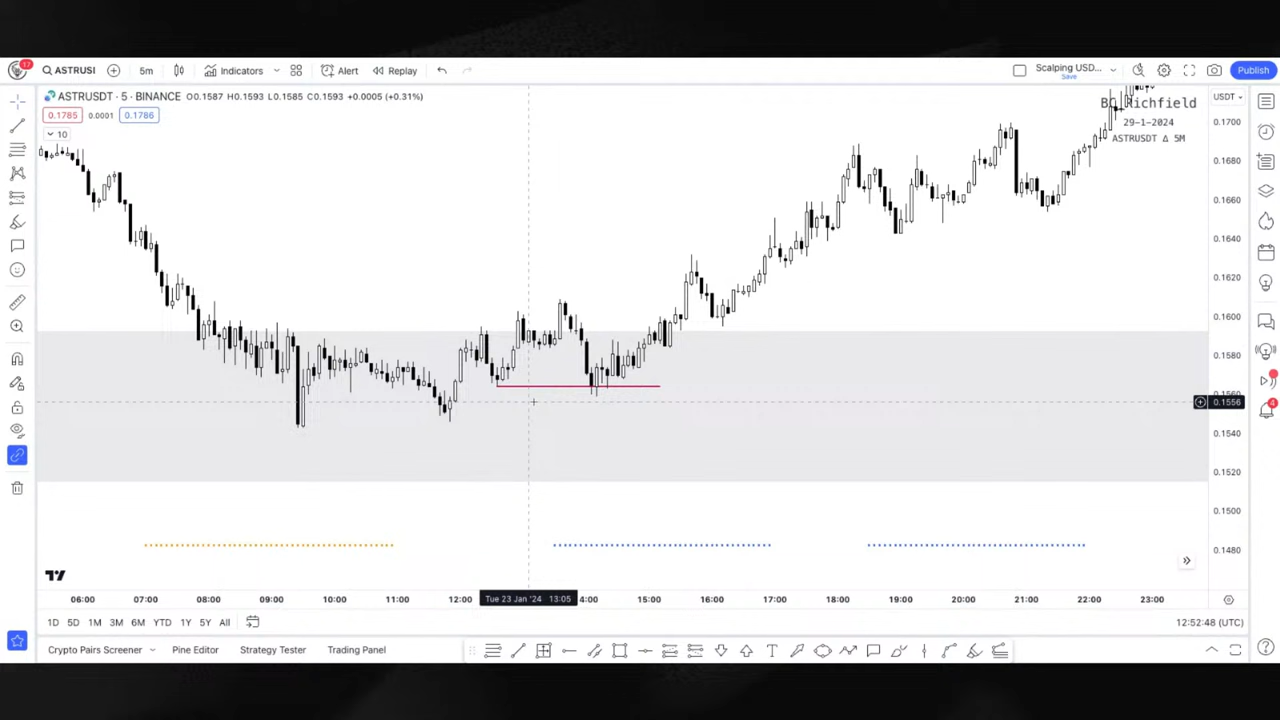 17 ASTRUSI 5m Indicators Alert Replay Scalping USD... Save Publish
ASTRUSDT · 5 · BINANCE O0.1587 H0.1593 L0.1585 C0.1593 +0.0005 (+0.31%) USDT
0.1785 0.0001 0.1786
10
29-1-2024
ASTRUSDT Δ 5M
0.1700
0.1680
0.1660
0.1640
0.1620
0.1600
0.1580
0.1560
0.1556
0.1540
0.1520
0.1500
0.1480
4
06:00 07:00 08:00 09:00 10:00 11:00 12:00 Tue 23 Jan '24 13:05 4:00 15:00 16:00 17:00 18:00 19:00 20:00 21:00 22:00 23:00
1D 5D 1M 3M 6M YTD 1Y 5Y All 12:52:48 (UTC)
Crypto Pairs Screener Pine Editor Strategy Tester Trading Panel